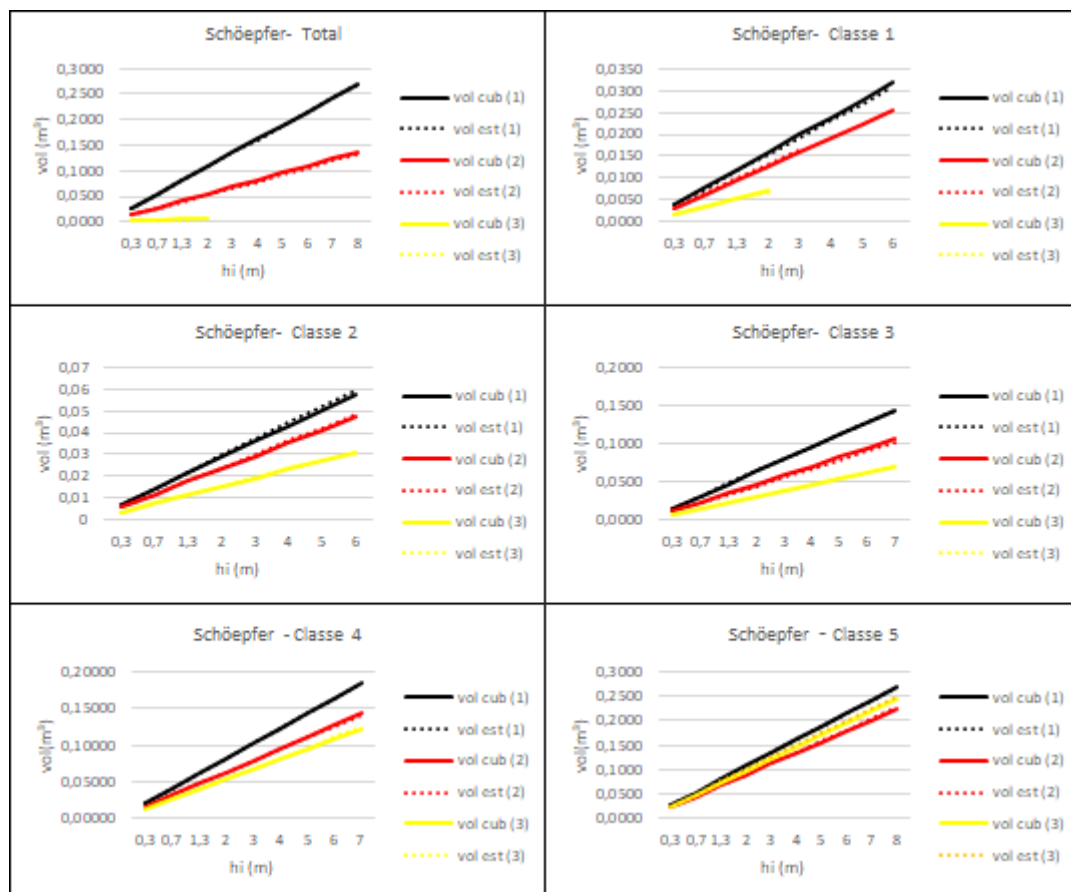 Schöepfer- Total
0,3000
0,2500
0,2000
0,1500
0,1000
0,0500
0,0000
vol (m³)
0,3 0,7 1,3 2 3 4 5 6 7 8
hi (m)
vol cub (1)
vol est (1)
vol cub (2)
vol est (2)
vol cub (3)
vol est (3)
Schöepfer- Classe 1
0,0350
0,0300
0,0250
0,0200
0,0150
0,0100
0,0050
0,0000
vol (m³)
0,3 0,7 1,3 2 3 4 5 6
hi (m)
vol cub (1)
vol est (1)
vol cub (2)
vol est (2)
vol cub (3)
vol est (3)
Schöepfer- Classe 2
0,07
0,06
0,05
0,04
0,03
0,02
0,01
0
vol (m³)
0,3 0,7 1,3 2 3 4 5 6
hi (m)
vol cub (1)
vol est (1)
vol cub (2)
vol est (2)
vol cub (3)
vol est (3)
Schöepfer- Classe 3
0,2000
0,1500
0,1000
0,0500
0,0000
vol (m³)
0,3 0,7 1,3 2 3 4 5 6 7
hi (m)
vol cub (1)
vol est (1)
vol cub (2)
vol est (2)
vol cub (3)
vol est (3)
Schöepfer - Classe 4
0,20000
0,15000
0,10000
0,05000
0,00000
vol(m³)
0,3 0,7 1,3 2 3 4 5 6 7
hi (m)
vol cub (1)
vol est (1)
vol cub (2)
vol est (2)
vol cub (3)
vol est (3)
Schöepfer - Classe 5
0,3000
0,2500
0,2000
0,1500
0,1000
0,0500
0,0000
vol (m³)
0,3 0,7 1,3 2 3 4 5 6 7 8
hi (m)
vol cub (1)
vol est (1)
vol cub (2)
vol est (2)
vol cub (3)
vol est (3)